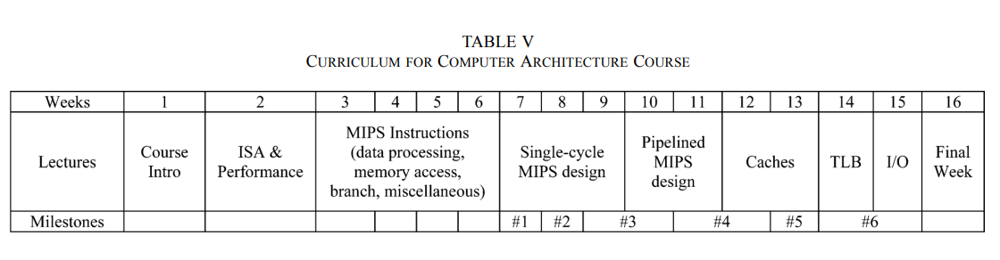 TABLE V
CURRICULUM FOR COMPUTER ARCHITECTURE COURSE
Weeks 1 2 3 4 5 6 7 8 9 10 11 12 13 14 15 16
Lectures
Course
Intro
ISA &
Performance
MIPS Instructions
(data processing,
memory access,
branch, miscellaneous)
Single-cycle
MIPS design
Pipelined
MIPS
design
Caches
TLB
I/O
Final
Week
Milestones #1 #2 #3 #4 #5 #6